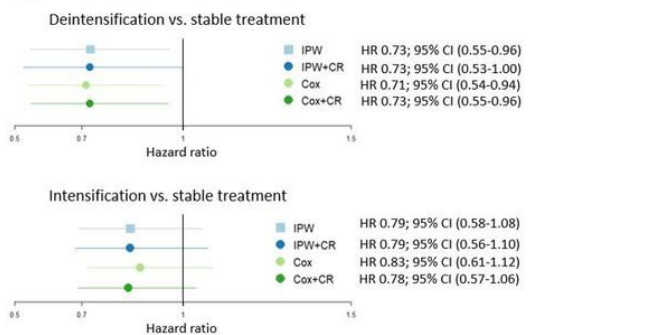 Deintensification vs. stable treatment
IPW HR 0.73; 95% CI (0.55-0.96)
IPW+CR HR 0.73; 95% CI (0.53-1.00)
Cox HR 0.71; 95% CI (0.54-0.94)
Cox+CR HR 0.73; 95% CI (0.55-0.96)
0.5 0.7 1 1.5
Hazard ratio
Intensification vs. stable treatment
IPW HR 0.79; 95% CI (0.58-1.08)
IPW+CR HR 0.79; 95% CI (0.56-1.10)
Cox HR 0.83; 95% CI (0.61-1.12)
Cox+CR HR 0.78; 95% CI (0.57-1.06)
0.5 0.7 1 1.5
Hazard ratio